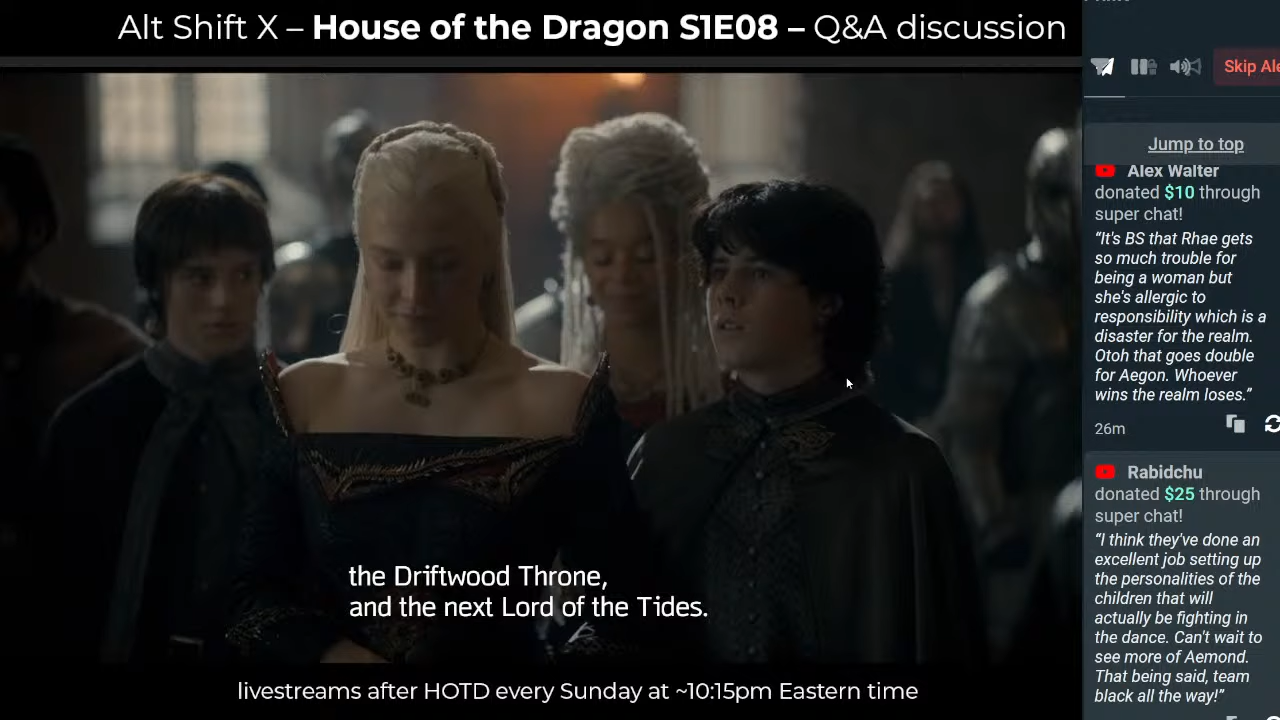 Alt Shift X – House of the Dragon S1E08 – Q&A discussion
the Driftwood Throne,
and the next Lord of the Tides.
livestreams after HOTD every Sunday at ~10:15pm Eastern time
Skip Ale
Jump to top
Alex Walter
donated $10 through
super chat!
“It's BS that Rhae gets
so much trouble for
being a woman but
she's allergic to
responsibility which is a
disaster for the realm.
Otoh that goes double
for Aegon. Whoever
wins the realm loses.”
26m
Rabidchu
donated $25 through
super chat!
“I think they've done an
excellent job setting up
the personalities of the
children that will
actually be fighting in
the dance. Can't wait to
see more of Aemond.
That being said, team
black all the way!”